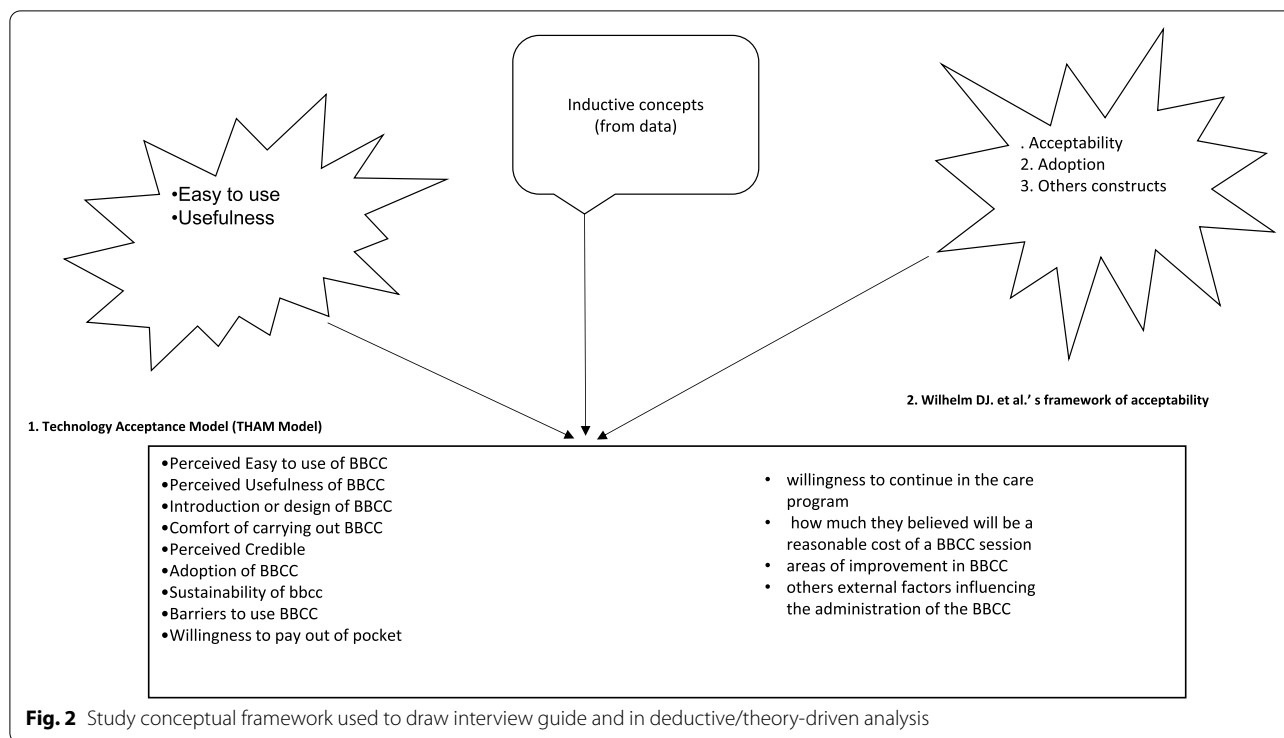 Inductive concepts
(from data)
•Easy to use
•Usefulness
. Acceptability
2. Adoption
3. Others constructs
2. Wilhelm DJ. et al.' s framework of acceptability
1. Technology Acceptance Model (THAM Model)
•Perceived Easy to use of BBCC
•Perceived Usefulness of BBCC
•Introduction or design of BBCC
•Comfort of carrying out BBCC
•Perceived Credible
•Adoption of BBCC
•Sustainability of bbcc
•Barriers to use BBCC
•Willingness to pay out of pocket
• willingness to continue in the care
program
• how much they believed will be a
reasonable cost of a BBCC session
• areas of improvement in BBCC
• others external factors influencing
the administration of the BBCC
Fig. 2 Study conceptual framework used to draw interview guide and in deductive/theory-driven analysis